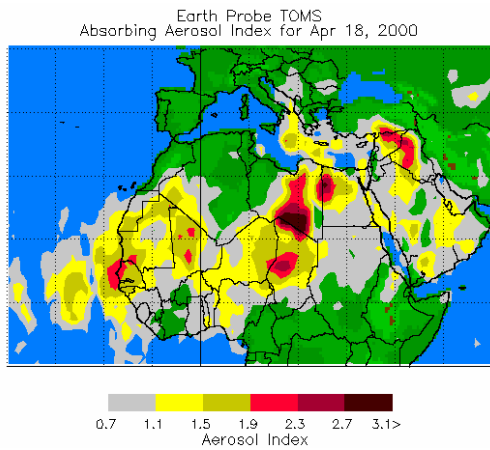 Earth Probe TOMS
Absorbing Aerosol Index for Apr 18, 2000
0.7 1.1 1.5 1.9 2.3 2.7 3.1>
Aerosol Index